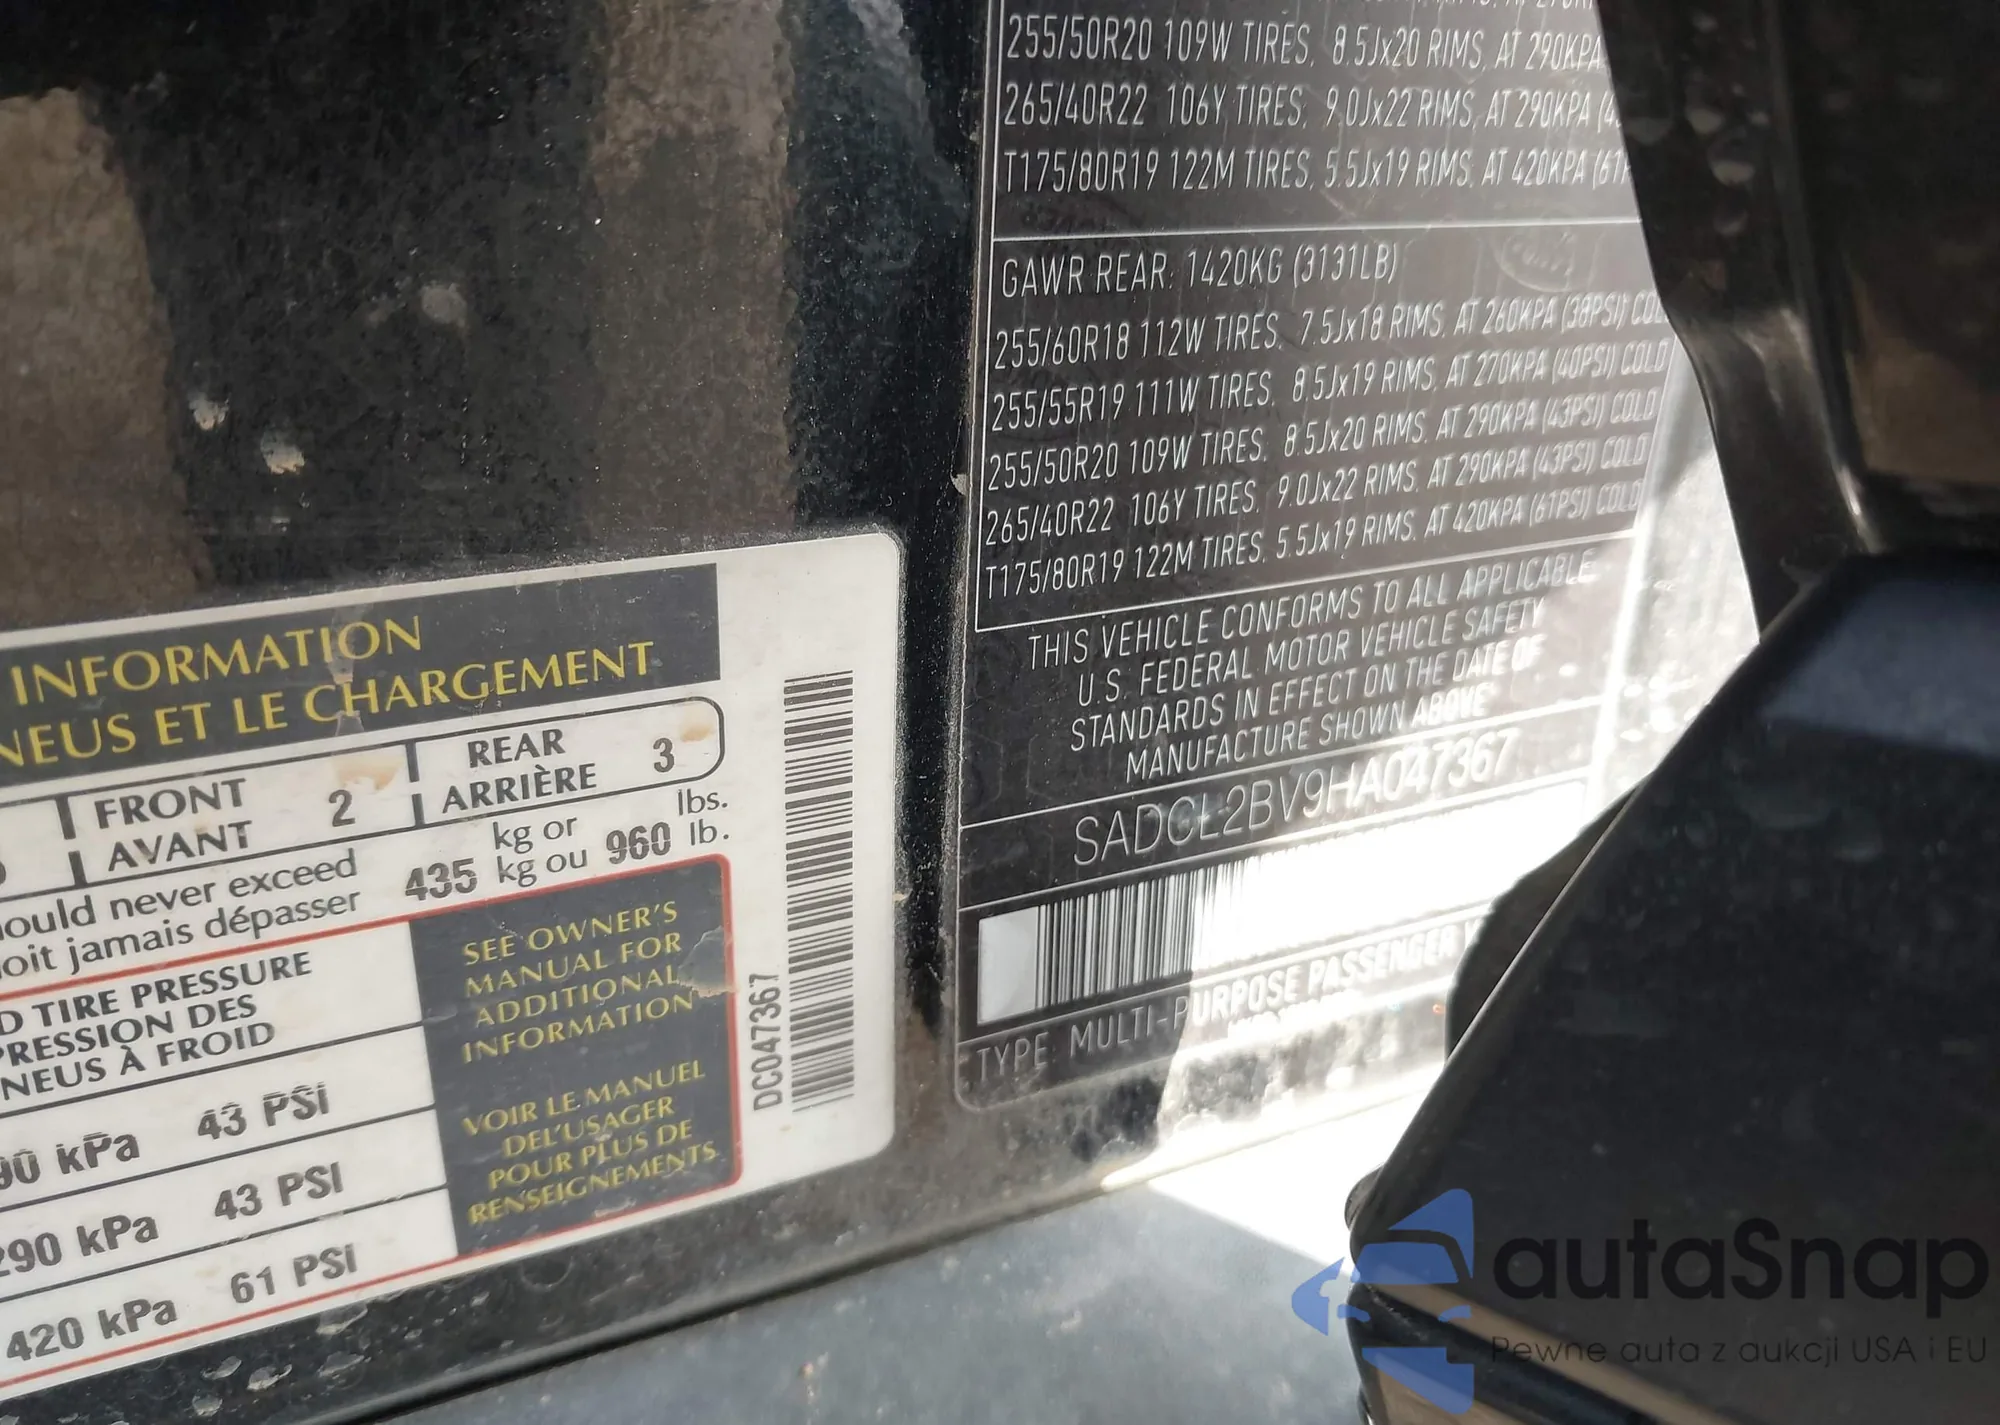 255/50R20 109W TIRES, 8.5Jx20 RIMS, AT 290KPA
265/40R22 106Y TIRES, 9.0Jx22 RIMS, AT 290KPA
T175/80R19 122M TIRES, 5.5Jx19 RIMS, AT 420KPA (61
GAWR REAR: 1420KG (3131LB)
255/60R18 112W TIRES, 7.5Jx18 RIMS, AT 260KPA (38PSI)
255/55R19 111W TIRES, 8.5Jx19 RIMS, AT 270KPA (40PSI) COLD
255/50R20 109W TIRES, 8.5Jx20 RIMS, AT 290KPA (43PSI) COLD
265/40R22 106Y TIRES, 9.0Jx22 RIMS, AT 290KPA (43PSI) COLD
T175/80R19 122M TIRES, 5.5Jx19 RIMS, AT 420KPA (61PSI) COLD
THIS VEHICLE CONFORMS TO ALL APPLICABLE
U.S. FEDERAL MOTOR VEHICLE SAFETY
STANDARDS IN EFFECT ON THE DATE OF
MANUFACTURE SHOWN ABOVE
SADCL2BV9HA047367
TYPE: MULTI-PURPOSE PASSENGER
INFORMATION
NEUS ET LE CHARGEMENT
FRONT
AVANT 2
REAR
ARRIÈRE 3
ould never exceed
oit jamais dépasser
435 kg or
kg ou 960 lbs.
lb.
D TIRE PRESSURE
PRESSION DES
NEUS À FROID
90 kPa 43 PSI
290 kPa 43 PSI
420 kPa 61 PSI
SEE OWNER'S
MANUAL FOR
ADDITIONAL
INFORMATION
VOIR LE MANUEL
DEL'USAGER
POUR PLUS DE
RENSEIGNEMENTS
DC047367
autaSnap
Pewne auta z aukcji USA i EU